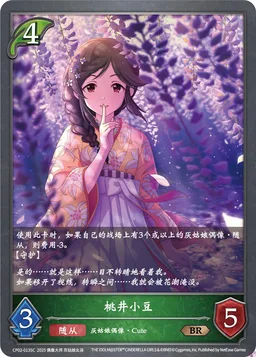 4
使用此卡时，如果自己的战场上有3个或以上的灰姑娘偶像·随
从，则费用-3。
【守护】
是的……就是这样……目不转睛地看着我。
如果移开了视线，转瞬之间……我就会被花潮淹没。
桃井小豆
3
随从
灰姑娘偶像·Cute
BR
5